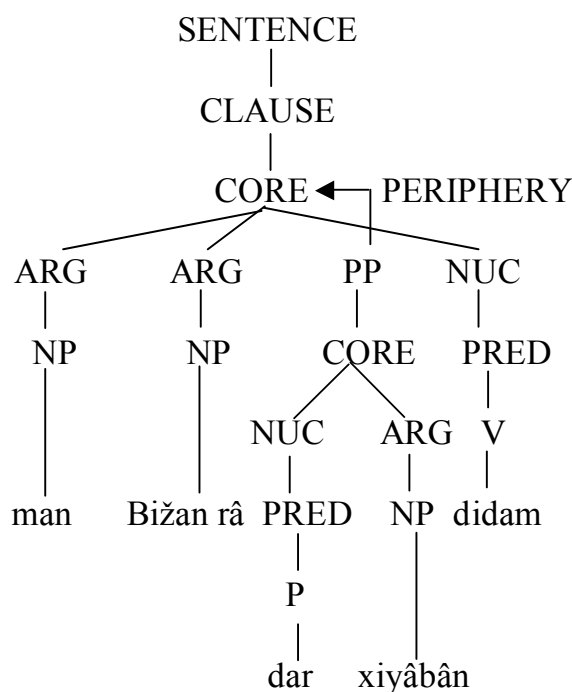 SENTENCE
CLAUSE
CORE PERIPHERY
ARG ARG PP NUC
NP NP CORE PRED
NUC ARG V
man Bižan râ PRED NP didam
P
dar xiyâbân